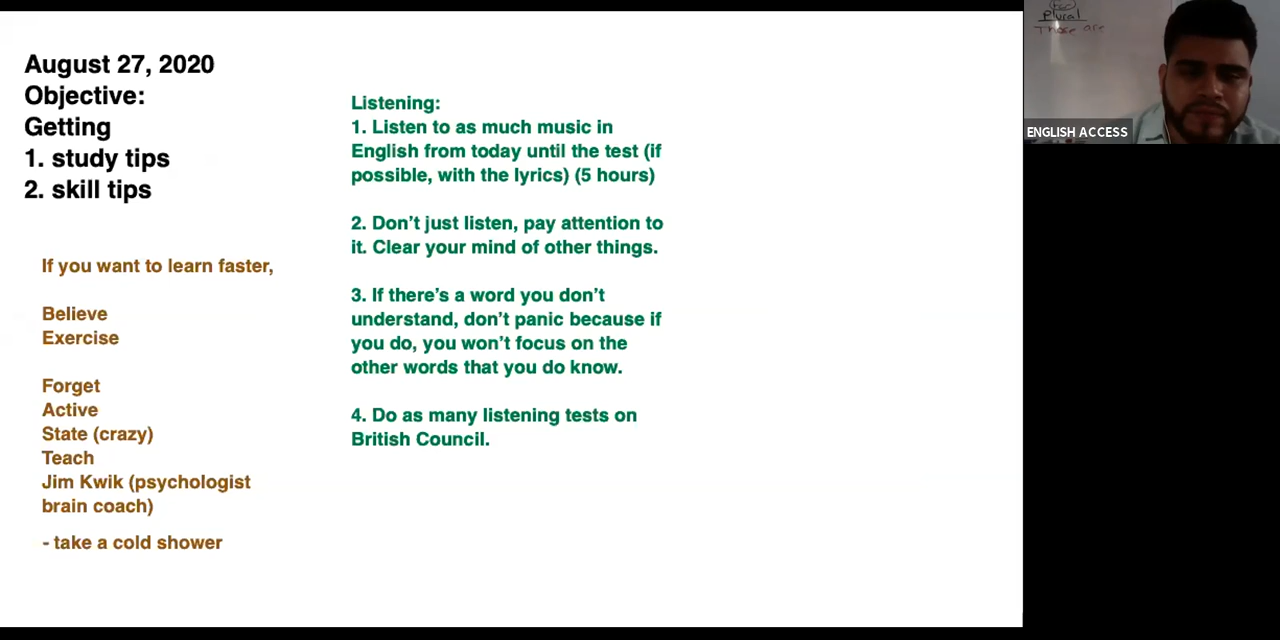 August 27, 2020
Objective:
Getting
1. study tips
2. skill tips
If you want to learn faster,
Believe
Exercise
Forget
Active
State (crazy)
Teach
Jim Kwik (psychologist
brain coach)
- take a cold shower
Listening:
1. Listen to as much music in
English from today until the test (if
possible, with the lyrics) (5 hours)
2. Don't just listen, pay attention to
it. Clear your mind of other things.
3. If there's a word you don't
understand, don't panic because if
you do, you won't focus on the
other words that you do know.
4. Do as many listening tests on
British Council.
Plural
Those are
ENGLISH ACCESS